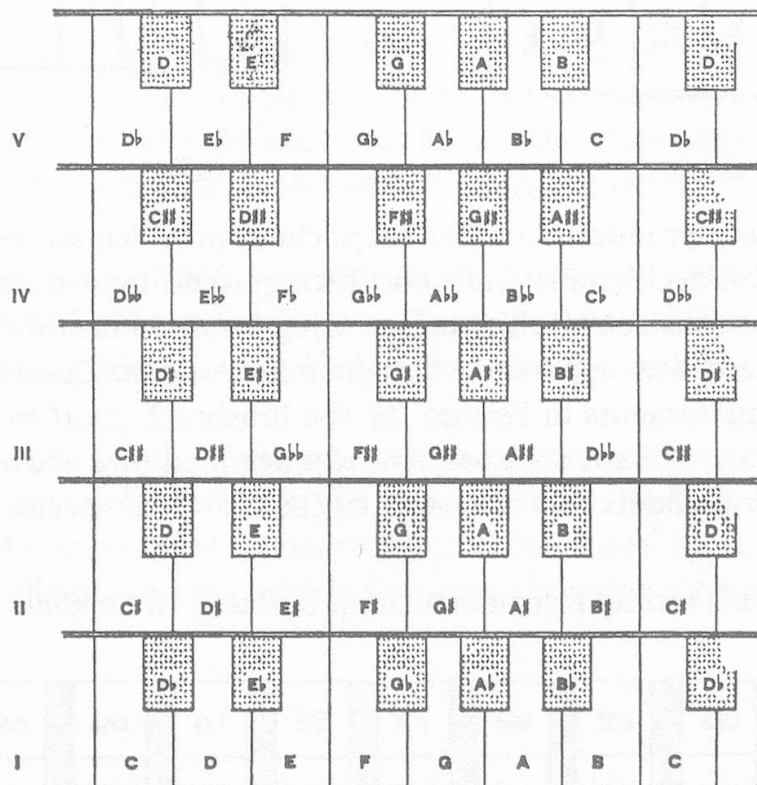 D E G A B D
V D♭ E♭ F G♭ A♭ B♭ C D♭
C♯♯ D♯♯ F♯♯ G♯♯ A♯♯ C♯♯
IV D♭♭ E♭♭ F♭ G♭♭ A♭♭ B♭♭ C♭ D♭♭
D♯ E♯ G♯ A♯ B♯ D♯
III C♯♯ D♯♯ G♭♭ F♯♯ G♯♯ A♯♯ D♭♭ C♯♯
D E G A B D
II C♯ D♯ E♯ F♯ G♯ A♯ B♯ C♯
D♭ E♭ G♭ A♭ B♭ D♭
I C D E F G A B C